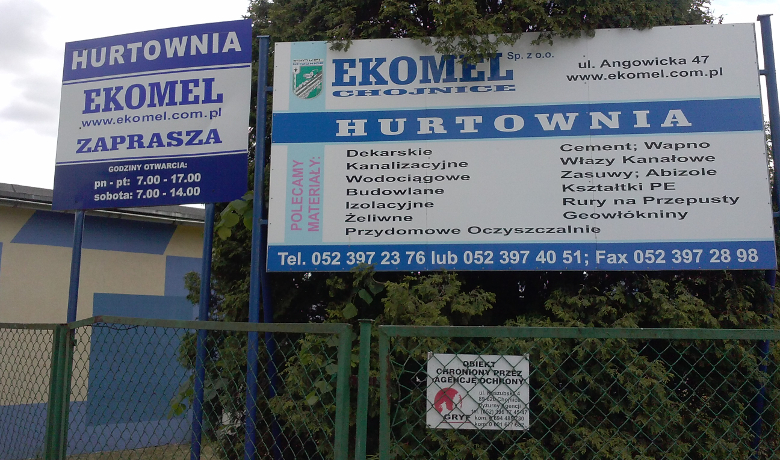 HURTOWNIA
EKOMEL
www.ekomel.com.pl
ZAPRASZA
GODZINY OTWARCIA:
pn - pt: 7.00 - 17.00
sobota: 7.00 - 14.00
EKOMEL Sp. z o.o.
CHOJNICE
ul. Angowicka 47
www.ekomel.com.pl
HURTOWNIA
POLECAMY
MATERIAŁY:
Dekarskie
Kanalizacyjne
Wodociągowe
Budowlane
Izolacyjne
Żeliwne
Przydomowe Oczyszczalnie
Cement; Wapno
Włazy Kanałowe
Zasuwy; Abizole
Kształtki PE
Rury na Przepusty
Geowłókniny
Tel. 052 397 23 76 lub 052 397 40 51; Fax 052 397 28 98
OBIEKT
CHRONIONY PRZEZ
AGENCJĘ OCHRONY
GRYF